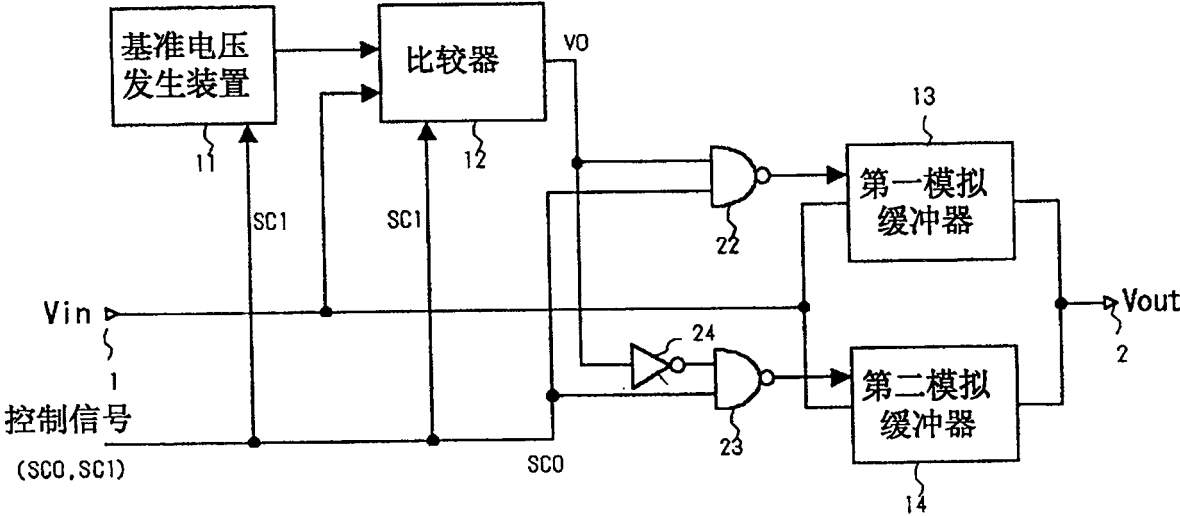 基准电压
发生装置
11
比较器
12
VO
13
第一模拟
缓冲器
22
SC1
SC1
Vin
1
Vout
2
24
23
第二模拟
缓冲器
14
控制信号
(SC0,SC1)
SC0